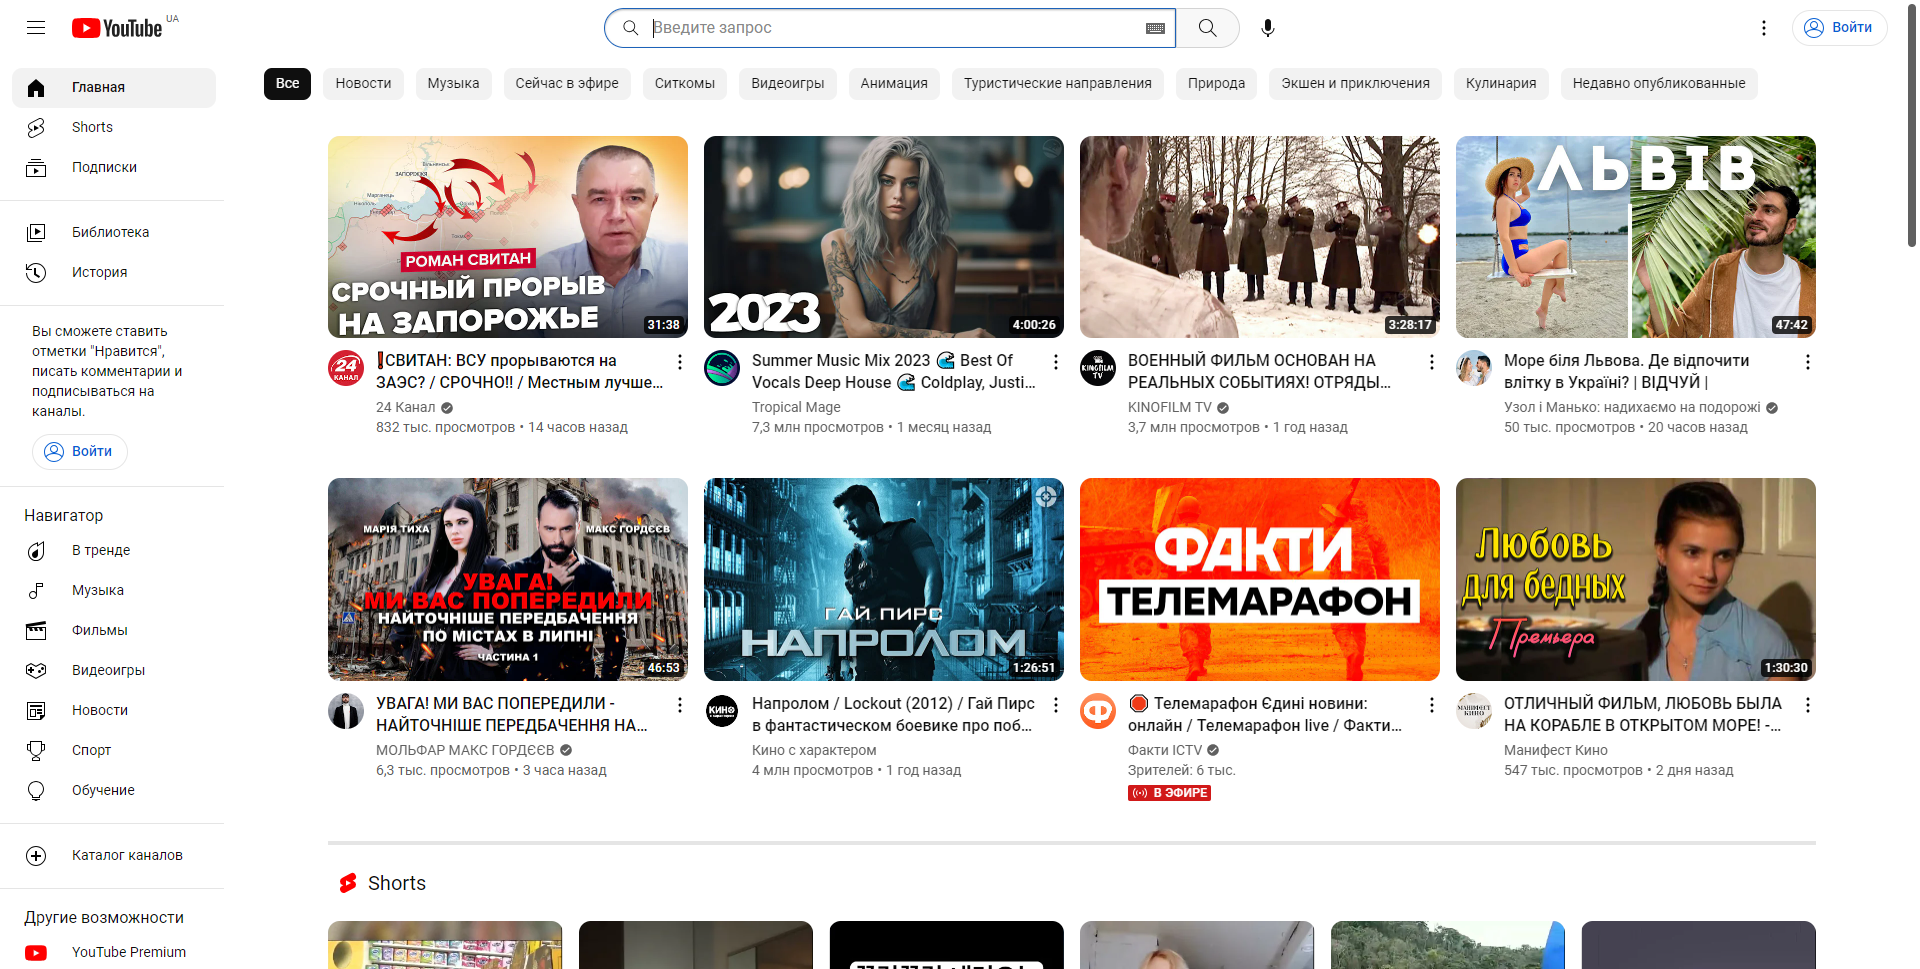 YouTube UA
Введите запрос
Войти
Главная
Shorts
Подписки
Библиотека
История
Вы сможете ставить
отметки "Нравится",
писать комментарии и
подписываться на
каналы.
Войти
Навигатор
В тренде
Музыка
Фильмы
Видеоигры
Новости
Спорт
Обучение
Каталог каналов
Другие возможности
YouTube Premium
Все
Новости
Музыка
Сейчас в эфире
Ситкомы
Видеоигры
Анимация
Туристические направления
Природа
Экшен и приключения
Кулинария
Недавно опубликованные
ЗАПОРІЖЖЯ
РОМАН СВИТАН
СРОЧНЫЙ ПРОРЫВ
НА ЗАПОРОЖЬЕ
31:38
24
КАНАЛ
❗СВИТАН: ВСУ прорываются на
ЗАЭС? / СРОЧНО!! / Местным лучше...
24 Канал
832 тыс. просмотров • 14 часов назад
2023
4:00:26
Summer Music Mix 2023 🌊 Best Of
Vocals Deep House 🌊 Coldplay, Justi...
Tropical Mage
7,3 млн просмотров • 1 месяц назад
3:28:17
KINOFILM
TV
ВОЕННЫЙ ФИЛЬМ ОСНОВАН НА
РЕАЛЬНЫХ СОБЫТИЯХ! ОТРЯДЫ...
KINOFILM TV
3,7 млн просмотров • 1 год назад
ЛЬВІВ
47:42
Море біля Львова. Де відпочити
влітку в Україні? | ВІДЧУЙ |
Узол і Манько: надихаємо на подорожі
50 тыс. просмотров • 20 часов назад
МАРІЯ ТИХА
МАКС ГОРДЄЄВ
УВАГА!
МИ ВАС ПОПЕРЕДИЛИ
НАЙТОЧНІШЕ ПЕРЕДБАЧЕННЯ
ПО МІСТАХ В ЛИПНІ
ЧАСТИНА 1
46:53
УВАГА! МИ ВАС ПОПЕРЕДИЛИ -
НАЙТОЧНІШЕ ПЕРЕДБАЧЕННЯ НА...
МОЛЬФАР МАКС ГОРДЄЄВ
6,3 тыс. просмотров • 3 часа назад
ГАЙ ПИРС
НАПРОЛОМ
1:26:51
КИНО
Напролом / Lockout (2012) / Гай Пирс
в фантастическом боевике про поб...
Кино с характером
4 млн просмотров • 1 год назад
ФАКТИ
ТЕЛЕМАРАФОН
🛑 Телемарафон Єдині новини:
онлайн / Телемарафон live / Факти...
Факти ICTV
Зрителей: 6 тыс.
В ЭФИРЕ
Любовь
для бедных
Премьера
1:30:30
МАНИФЕСТ
КИНО
ОТЛИЧНЫЙ ФИЛЬМ, ЛЮБОВЬ БЫЛА
НА КОРАБЛЕ В ОТКРЫТОМ МОРЕ! -...
Манифест Кино
547 тыс. просмотров • 2 дня назад
Shorts